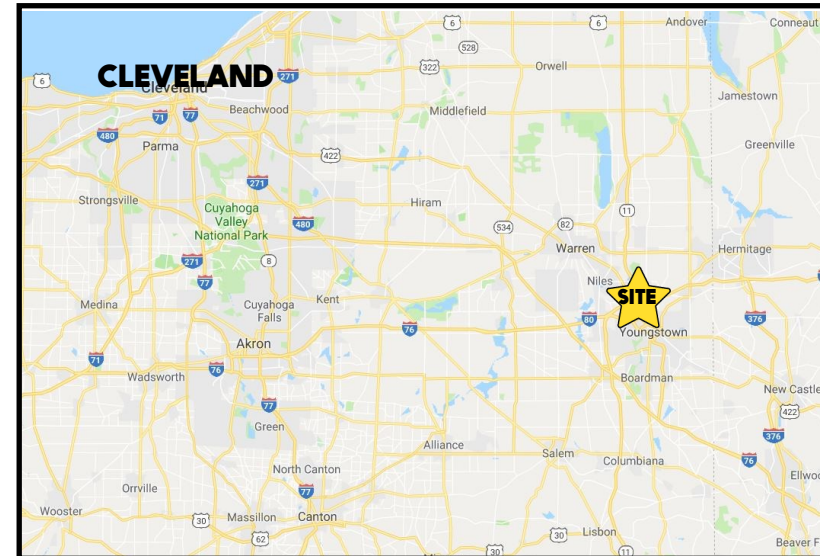 6
6
Andover
Conneaut
528
322
Orwell
CLEVELAND
Cleveland
271
6
Jamestown
Beachwood
Middlefield
71
77
480
Parma
422
Greenville
271
Strongsville
Hiram
Cuyahoga
Valley
National Park
480
11
534
82
Warren
Hermitage
8
271
77
Niles
SITE
Medina
Cuyahoga
Falls
Kent
76
80
376
Youngstown
Akron
71
76
Wadsworth
Boardman
New Castle
77
422
Green
376
Alliance
Salem
Columbiana
76
North Canton
Ellwo
Orrville
77
Wooster
30
Massillon
Canton
62
30
Lisbon
30
11
Beaver F